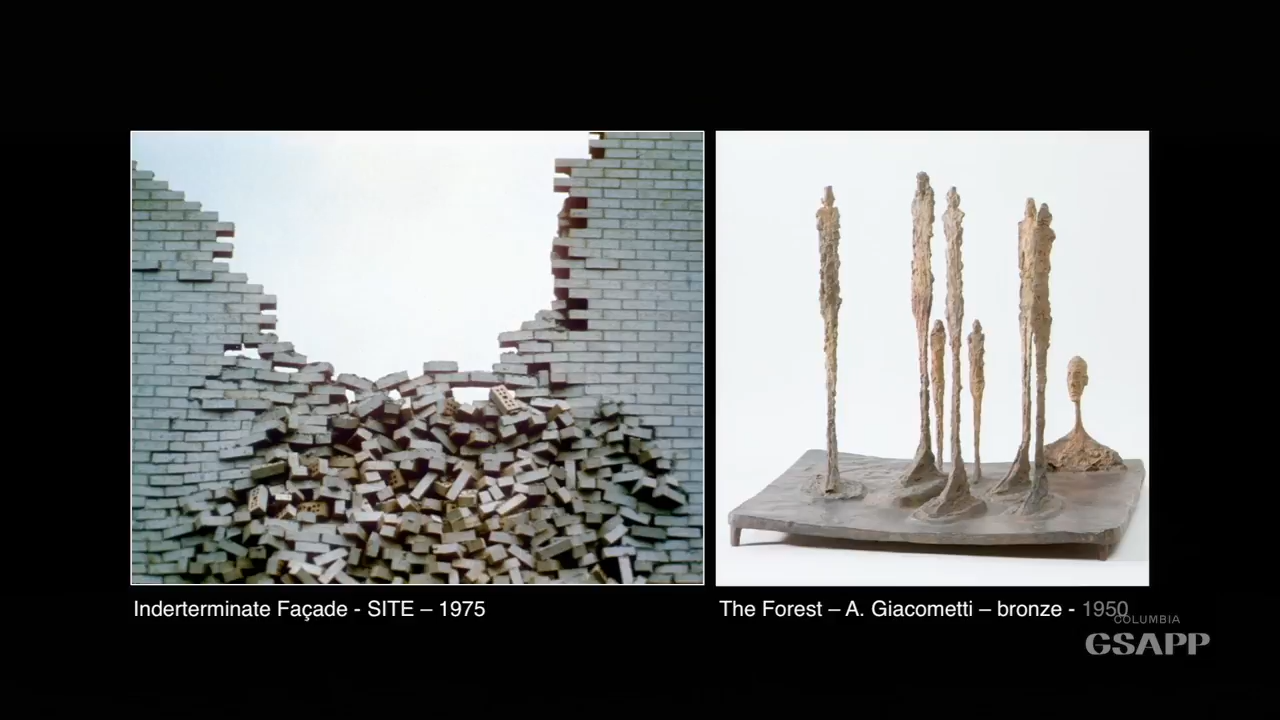 Inderterminate Façade - SITE – 1975
The Forest – A. Giacometti – bronze - 1950
COLUMBIA
GSAPP